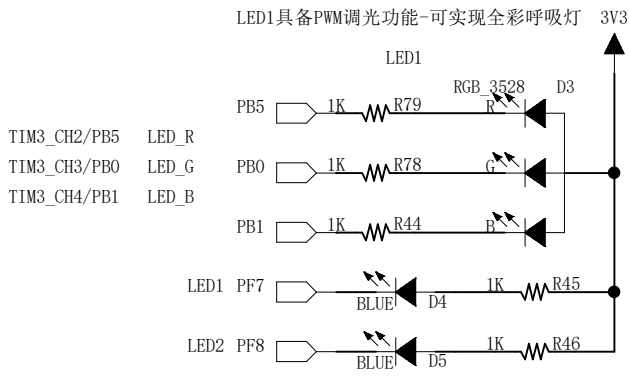 LED1具备PWM调光功能-可实现全彩呼吸灯 3V3
LED1
RGB_3528 D3
PB5 1K R79 R
TIM3_CH2/PB5 LED_R
TIM3_CH3/PB0 LED_G
PB0 1K R78 G
TIM3_CH4/PB1 LED_B
PB1 1K R44 B
LED1 PF7 BLUE D4 1K R45
LED2 PF8 BLUE D5 1K R46